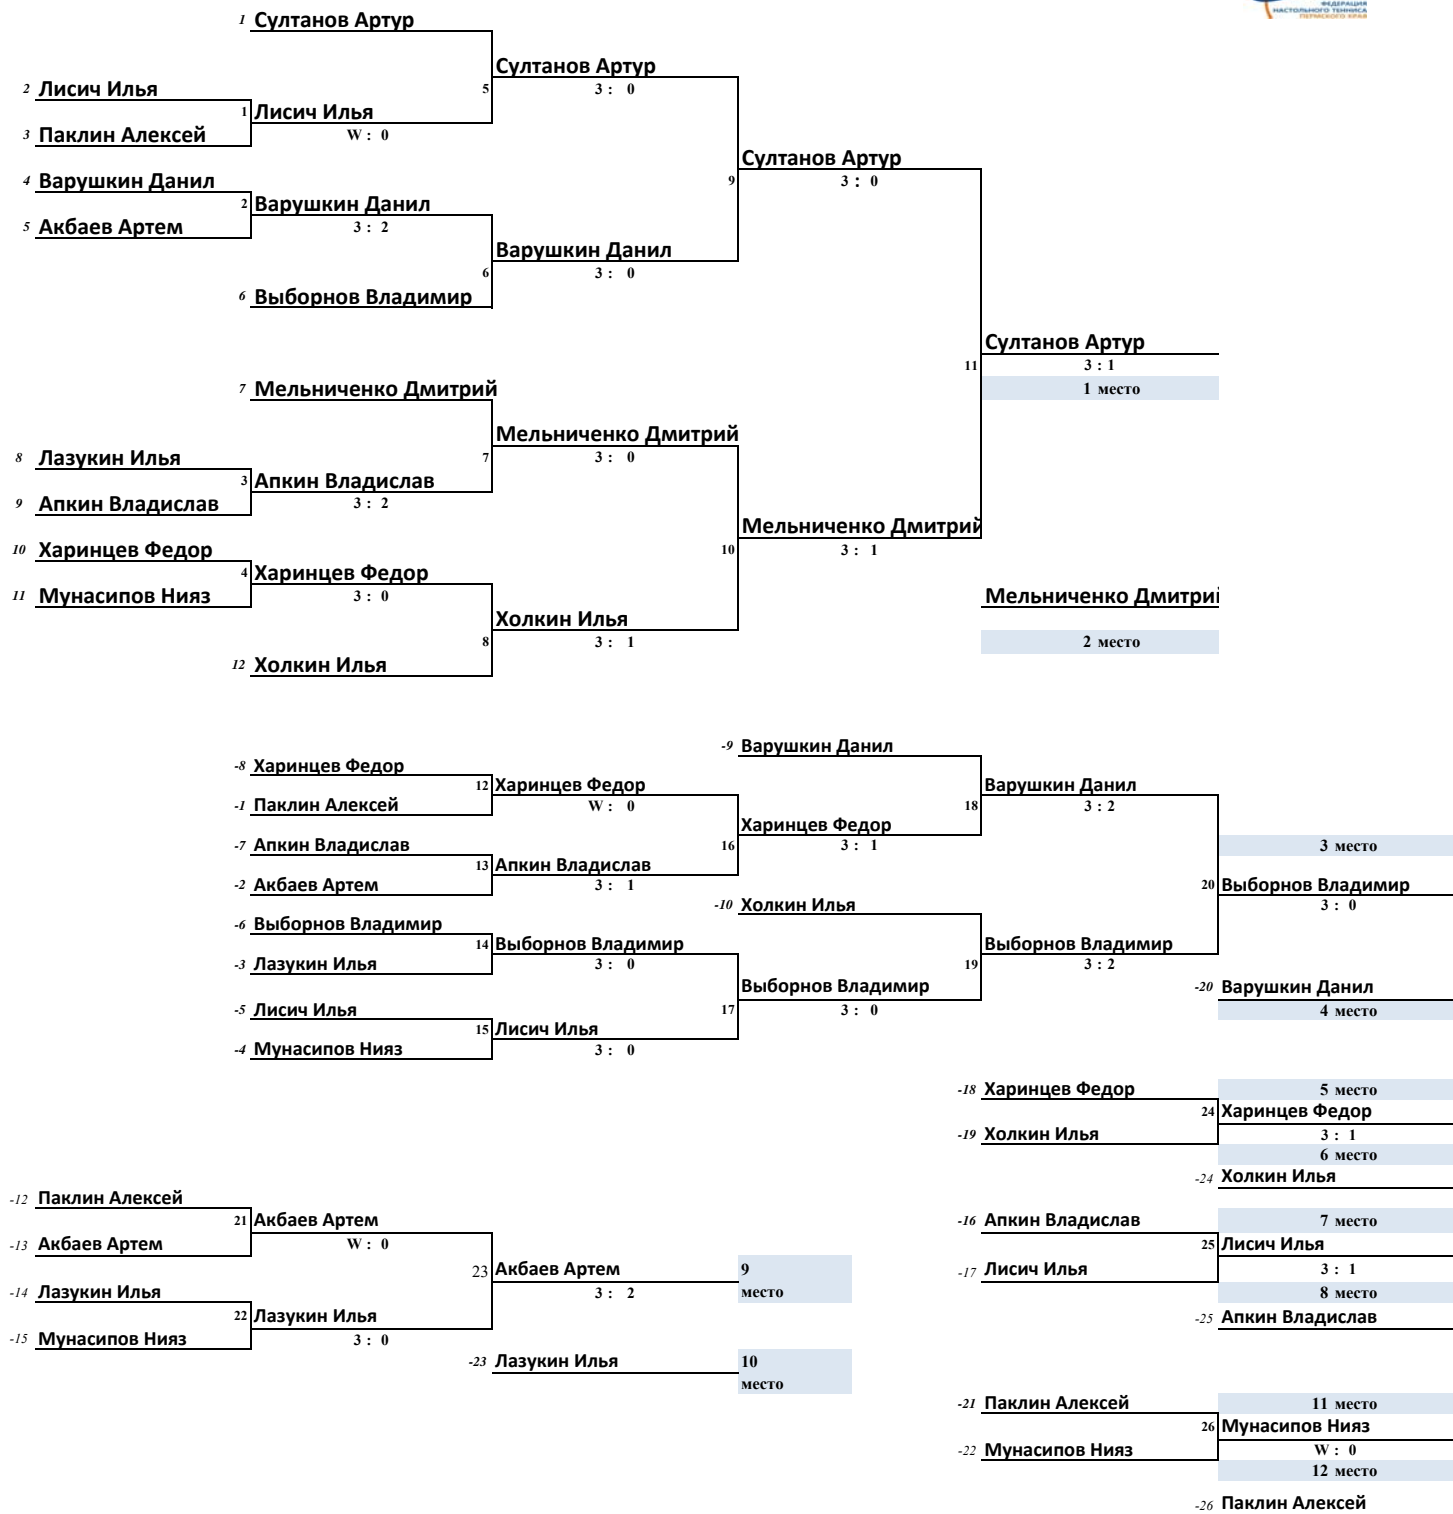 ФЕДЕРАЦИЯ
НАСТОЛЬНОГО ТЕННИСА
ПЕРМСКОГО КРАЯ
1 Султанов Артур
Султанов Артур
2 Лисич Илья
5 3 : 0
1 Лисич Илья
3 Паклин Алексей
W : 0
Султанов Артур
4 Варушкин Данил
9 3 : 0
2 Варушкин Данил
5 Акбаев Артем
3 : 2
Варушкин Данил
6 3 : 0
6 Выборнов Владимир
Султанов Артур
11 3 : 1
7 Мельниченко Дмитрий
1 место
Мельниченко Дмитрий
8 Лазукин Илья
7 3 : 0
3 Апкин Владислав
9 Апкин Владислав
3 : 2
Мельниченко Дмитрий
10 Харинцев Федор
10 3 : 1
4 Харинцев Федор
11 Мунасипов Нияз
3 : 0
Мельниченко Дмитрий
Холкин Илья
8 3 : 1
2 место
12 Холкин Илья
-9 Варушкин Данил
-8 Харинцев Федор
12 Харинцев Федор
Варушкин Данил
-1 Паклин Алексей
W : 0
18 3 : 2
Харинцев Федор
-7 Апкин Владислав
16 3 : 1
3 место
13 Апкин Владислав
-2 Акбаев Артем
3 : 1
20 Выборнов Владимир
-10 Холкин Илья
3 : 0
-6 Выборнов Владимир
14 Выборнов Владимир
Выборнов Владимир
-3 Лазукин Илья
3 : 0
19 3 : 2
Выборнов Владимир
-20 Варушкин Данил
-5 Лисич Илья
17 3 : 0
4 место
15 Лисич Илья
-4 Мунасипов Нияз
3 : 0
-18 Харинцев Федор
5 место
24 Харинцев Федор
-19 Холкин Илья
3 : 1
6 место
-24 Холкин Илья
-12 Паклин Алексей
21 Акбаев Артем
-16 Апкин Владислав
7 место
-13 Акбаев Артем
W : 0
25 Лисич Илья
23 Акбаев Артем
9
место
-17 Лисич Илья
3 : 1
-14 Лазукин Илья
3 : 2
8 место
22 Лазукин Илья
-25 Апкин Владислав
-15 Мунасипов Нияз
3 : 0
-23 Лазукин Илья
10
место
-21 Паклин Алексей
11 место
26 Мунасипов Нияз
-22 Мунасипов Нияз
W : 0
12 место
-26 Паклин Алексей